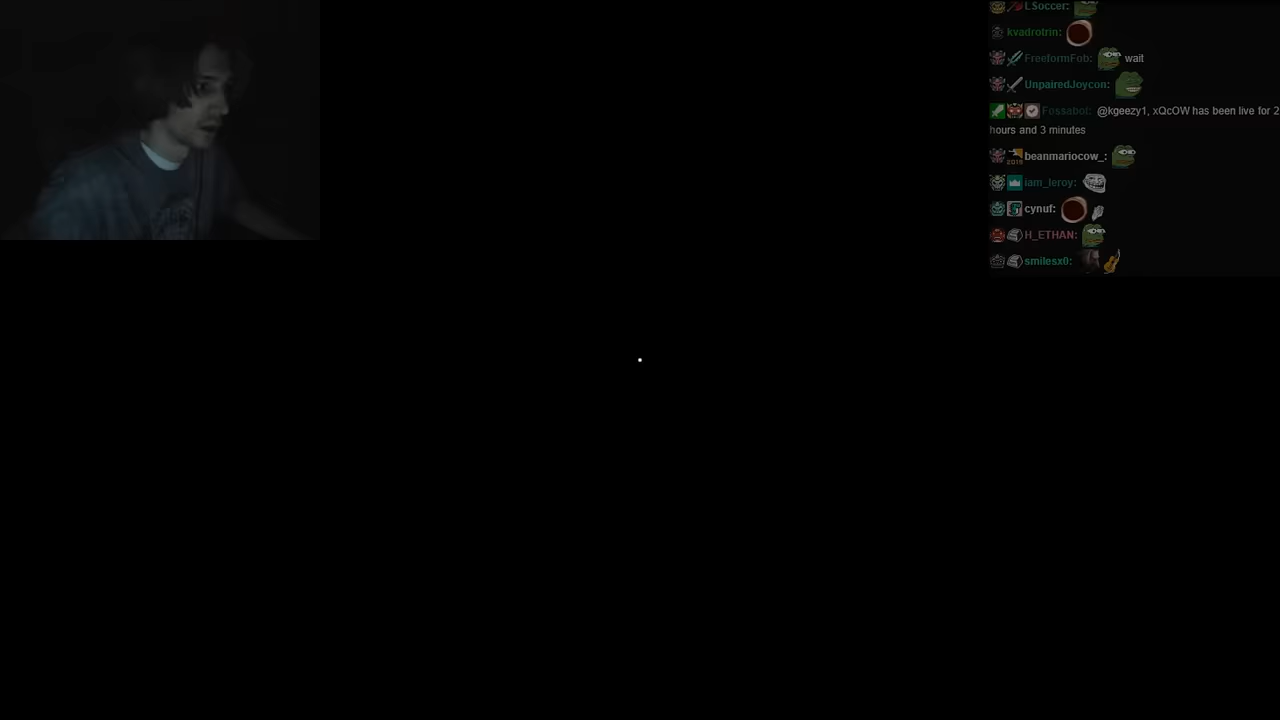 LSoccer:
kvadrotrin:
FreeformFob: wait
UnpairedJoycon:
Fossabot: @kgeezy1, xQcOW has been live for 2
hours and 3 minutes
beanmariocow_:
2019
iam_leroy:
cynuf:
H_ETHAN:
smilesx0: